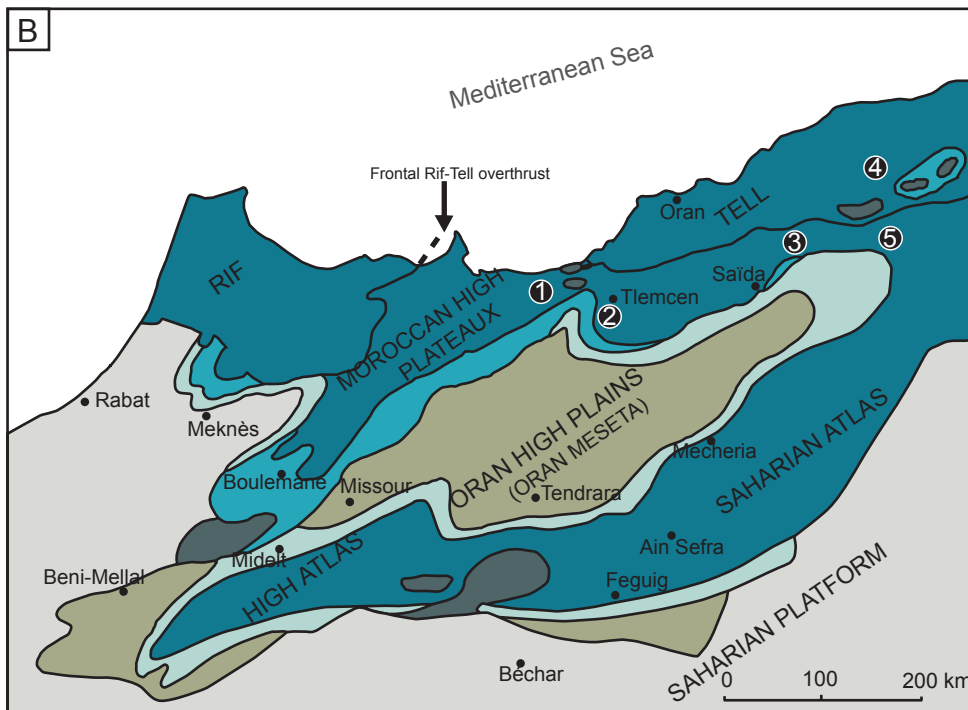 B
Mediterranean Sea
Frontal Rif-Tell overthrust
4
Oran
TELL
3
5
RIF
Saïda
1
Tlemcen
2
MOROCCAN HIGH
PLATEAUX
Rabat
Meknès
ORAN HIGH PLAINS
(ORAN MESETA)
Mecheria
SAHARIAN ATLAS
Boulemane
Missour
Tendrara
Midelt
HIGH ATLAS
Ain Sefra
Beni-Mellal
Feguig
SAHARIAN PLATFORM
Béchar
0 100 200 km